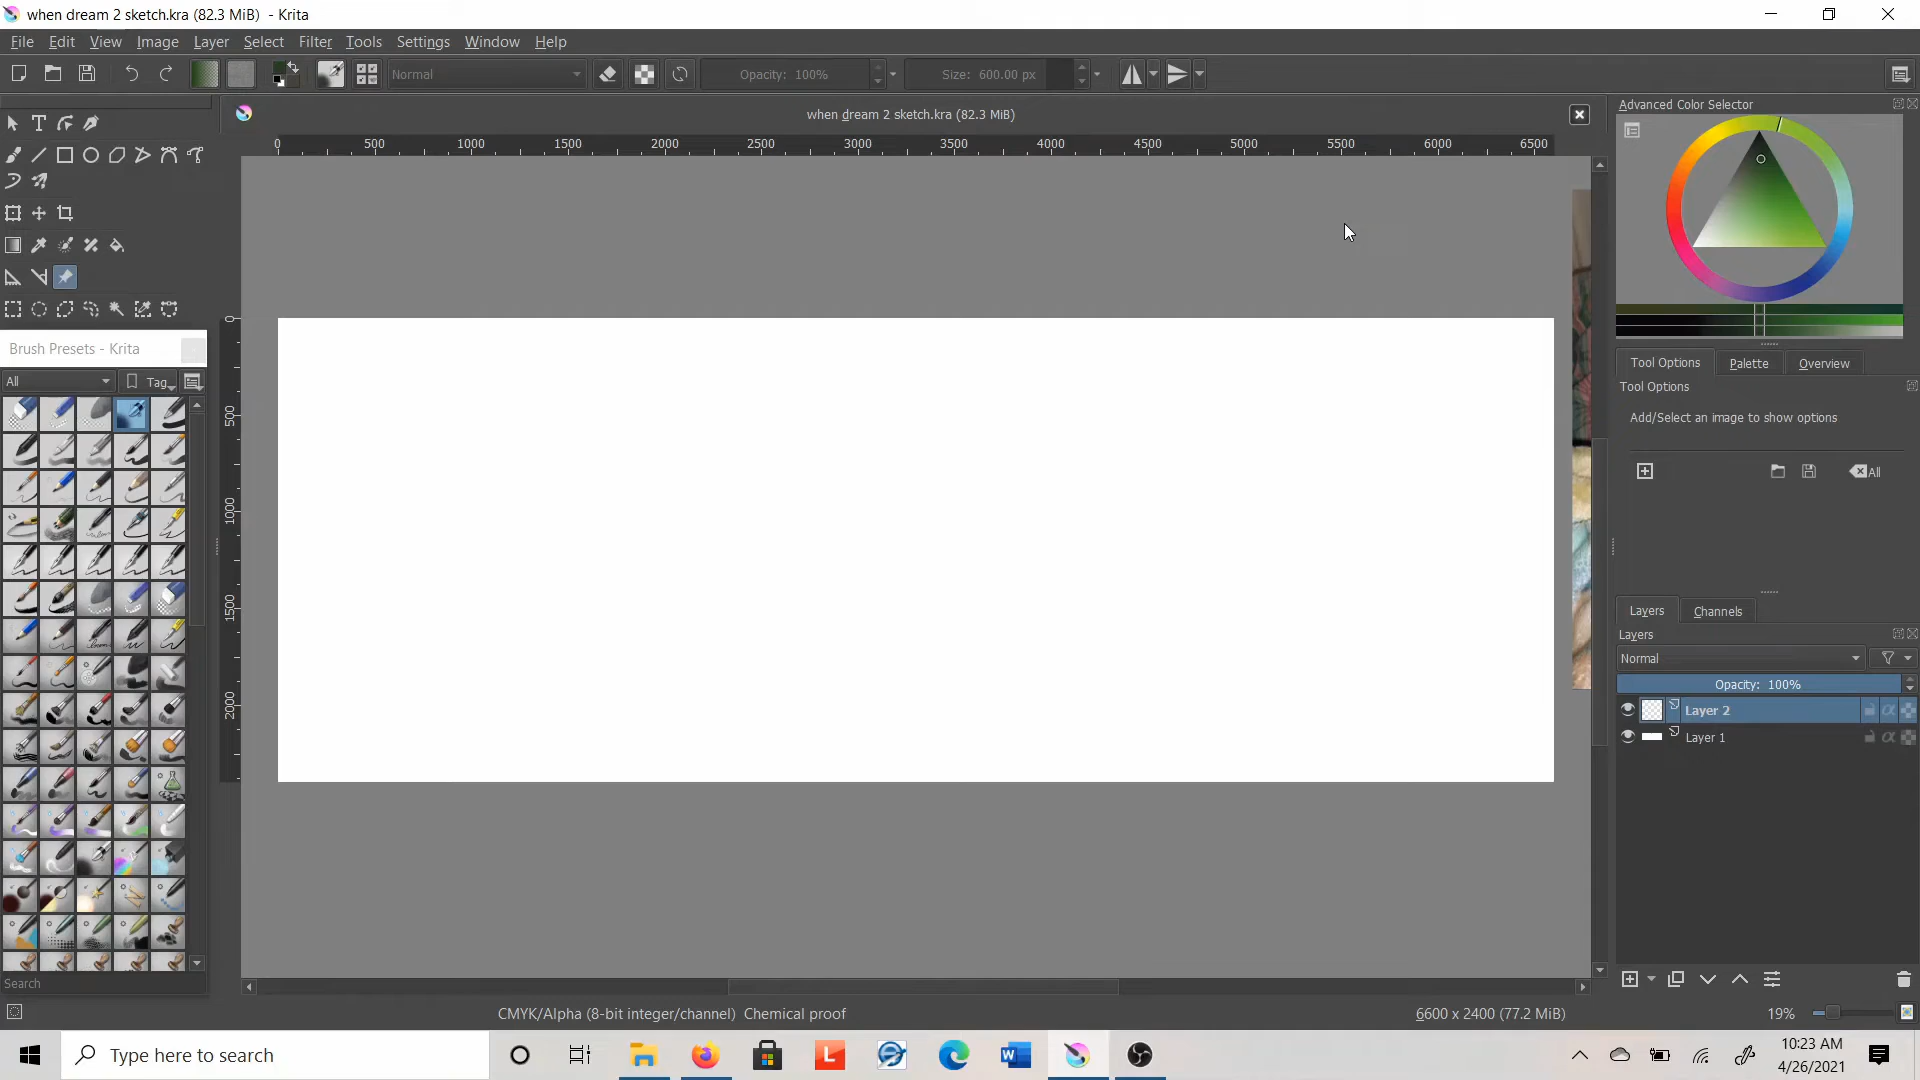 when dream 2 sketch.kra (82.3 MiB)  - Krita
File Edit View Image Layer Select Filter Tools Settings Window Help
Normal Opacity: 100% Size: 600.00 px
when dream 2 sketch.kra (82.3 MiB)
Advanced Color Selector
0 500 1000 1500 2000 2500 3000 3500 4000 4500 5000 5500 6000 6500
0
500
1000
1500
2000
Brush Presets - Krita
All Tag
Search
Tool Options Palette Overview
Tool Options
Add/Select an image to show options
All
Layers Channels
Layers
Normal
Opacity: 100%
Layer 2
Layer 1
CMYK/Alpha (8-bit integer/channel) Chemical proof
6600 x 2400 (77.2 MiB)
19%
Type here to search
10:23 AM
4/26/2021